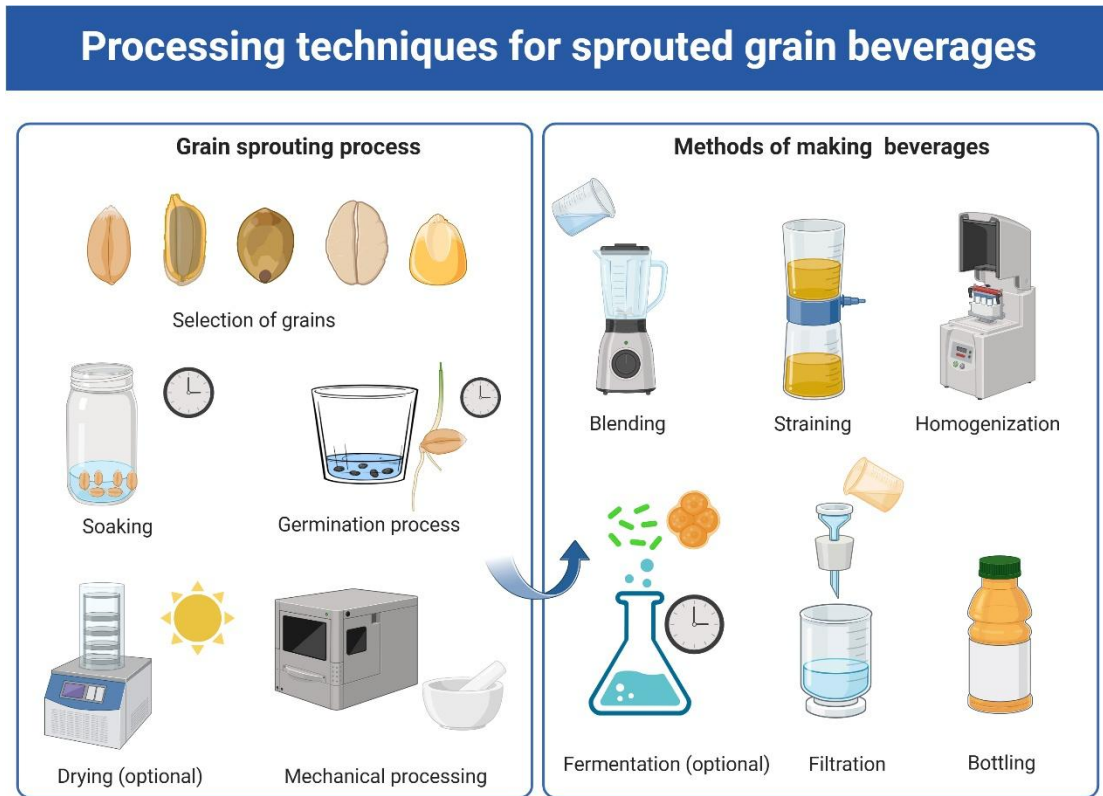 Processing techniques for sprouted grain beverages
Grain sprouting process
Selection of grains
Soaking
Germination process
Drying (optional)
Mechanical processing
Methods of making beverages
Blending
Straining
Homogenization
Fermentation (optional)
Filtration
Bottling